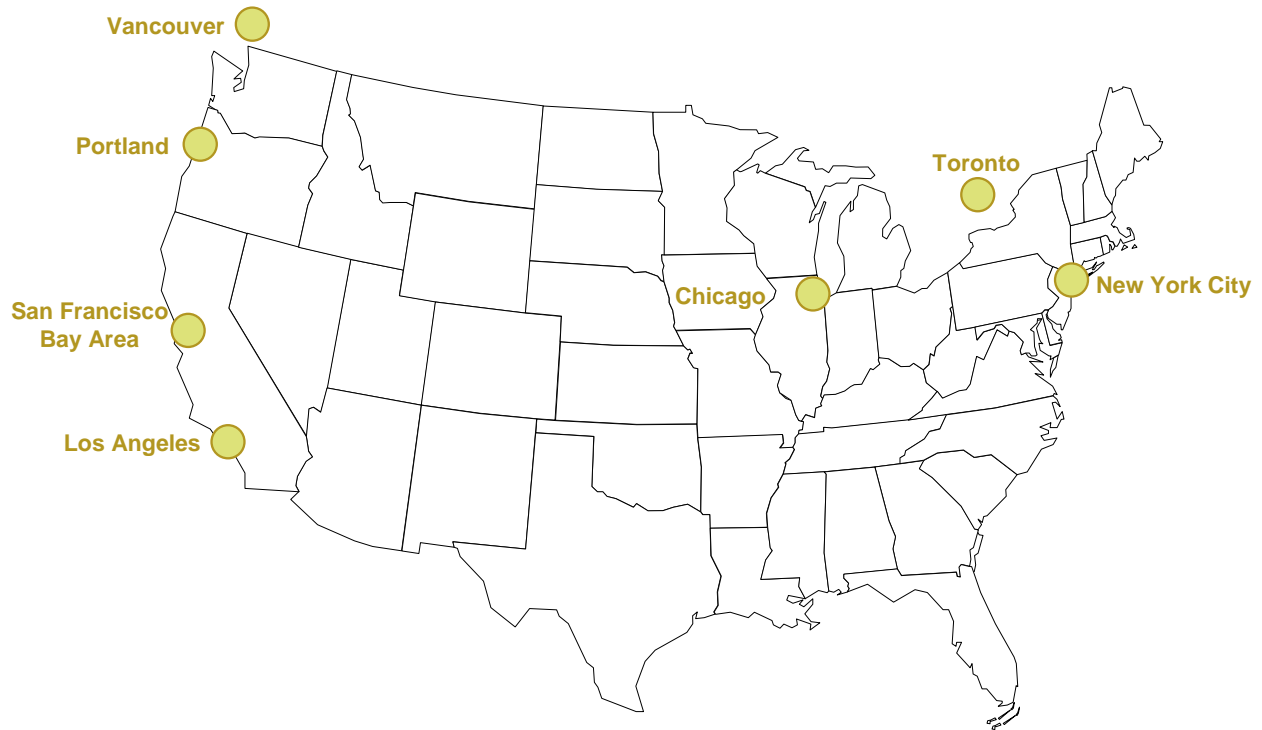 Vancouver
Portland
Toronto
New York City
Chicago
San Francisco
Bay Area
Los Angeles